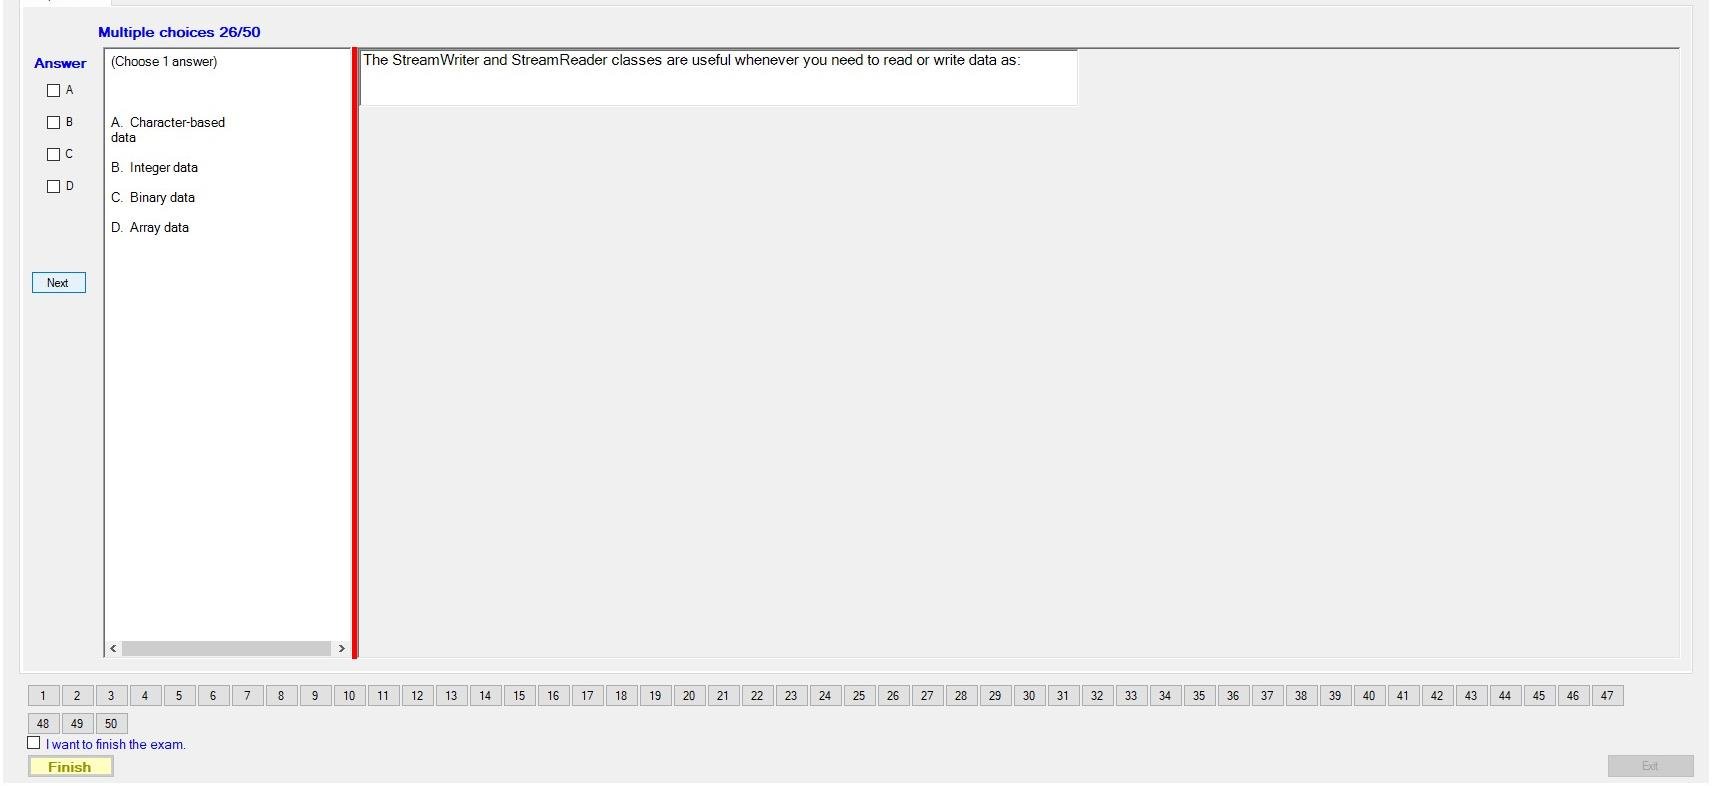 Multiple choices 26/50
Answer
A
B
C
D
Next
(Choose 1 answer)
A. Character-based
data
B. Integer data
C. Binary data
D. Array data
The StreamWriter and StreamReader classes are useful whenever you need to read or write data as:
< >
1 2 3 4 5 6 7 8 9 10 11 12 13 14 15 16 17 18 19 20 21 22 23 24 25 26 27 28 29 30 31 32 33 34 35 36 37 38 39 40 41 42 43 44 45 46 47
48 49 50
I want to finish the exam.
Finish
Exit